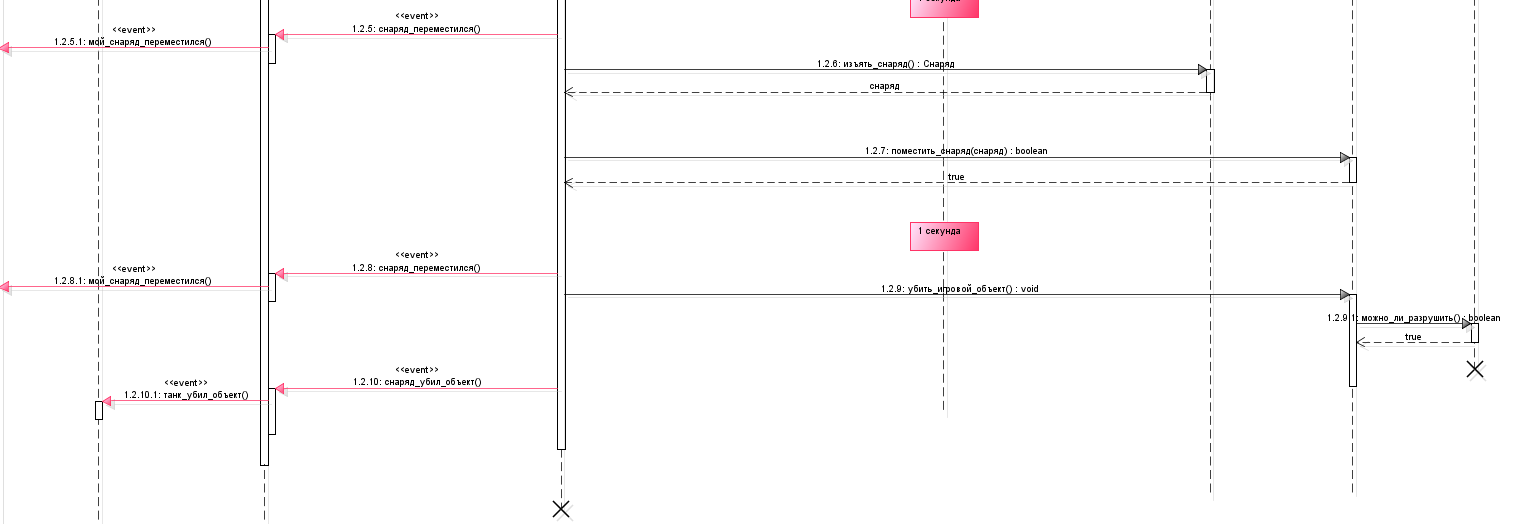 1 секунда
<<event>>
1.2.5: снаряд_переместился()
<<event>>
1.2.5.1: мой_снаряд_переместился()
1.2.6: изъять_снаряд() : Снаряд
снаряд
1.2.7: поместить_снаряд(снаряд) : boolean
true
1 секунда
<<event>>
1.2.8: снаряд_переместился()
<<event>>
1.2.8.1: мой_снаряд_переместился()
1.2.9: убить_игровой_объект() : void
1.2.9.1: можно_ли_разрушить() : boolean
true
<<event>>
1.2.10: снаряд_убил_объект()
<<event>>
1.2.10.1: танк_убил_объект()